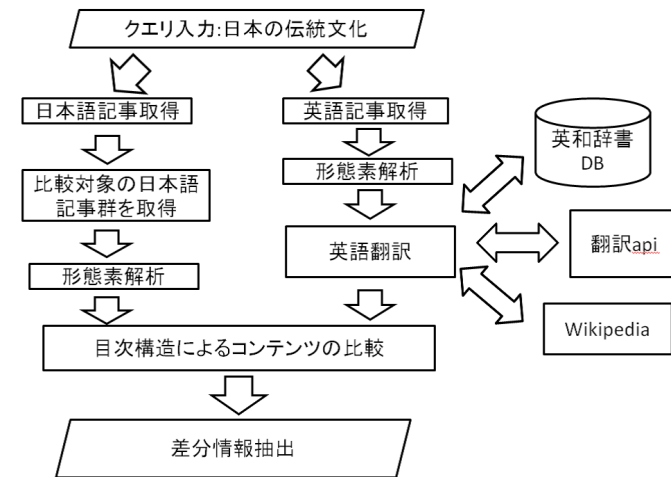 クエリ入力:日本の伝統文化
日本語記事取得
英語記事取得
英和辞書
DB
比較対象の日本語
記事群を取得
形態素解析
英語翻訳
翻訳api
形態素解析
Wikipedia
目次構造によるコンテンツの比較
差分情報抽出